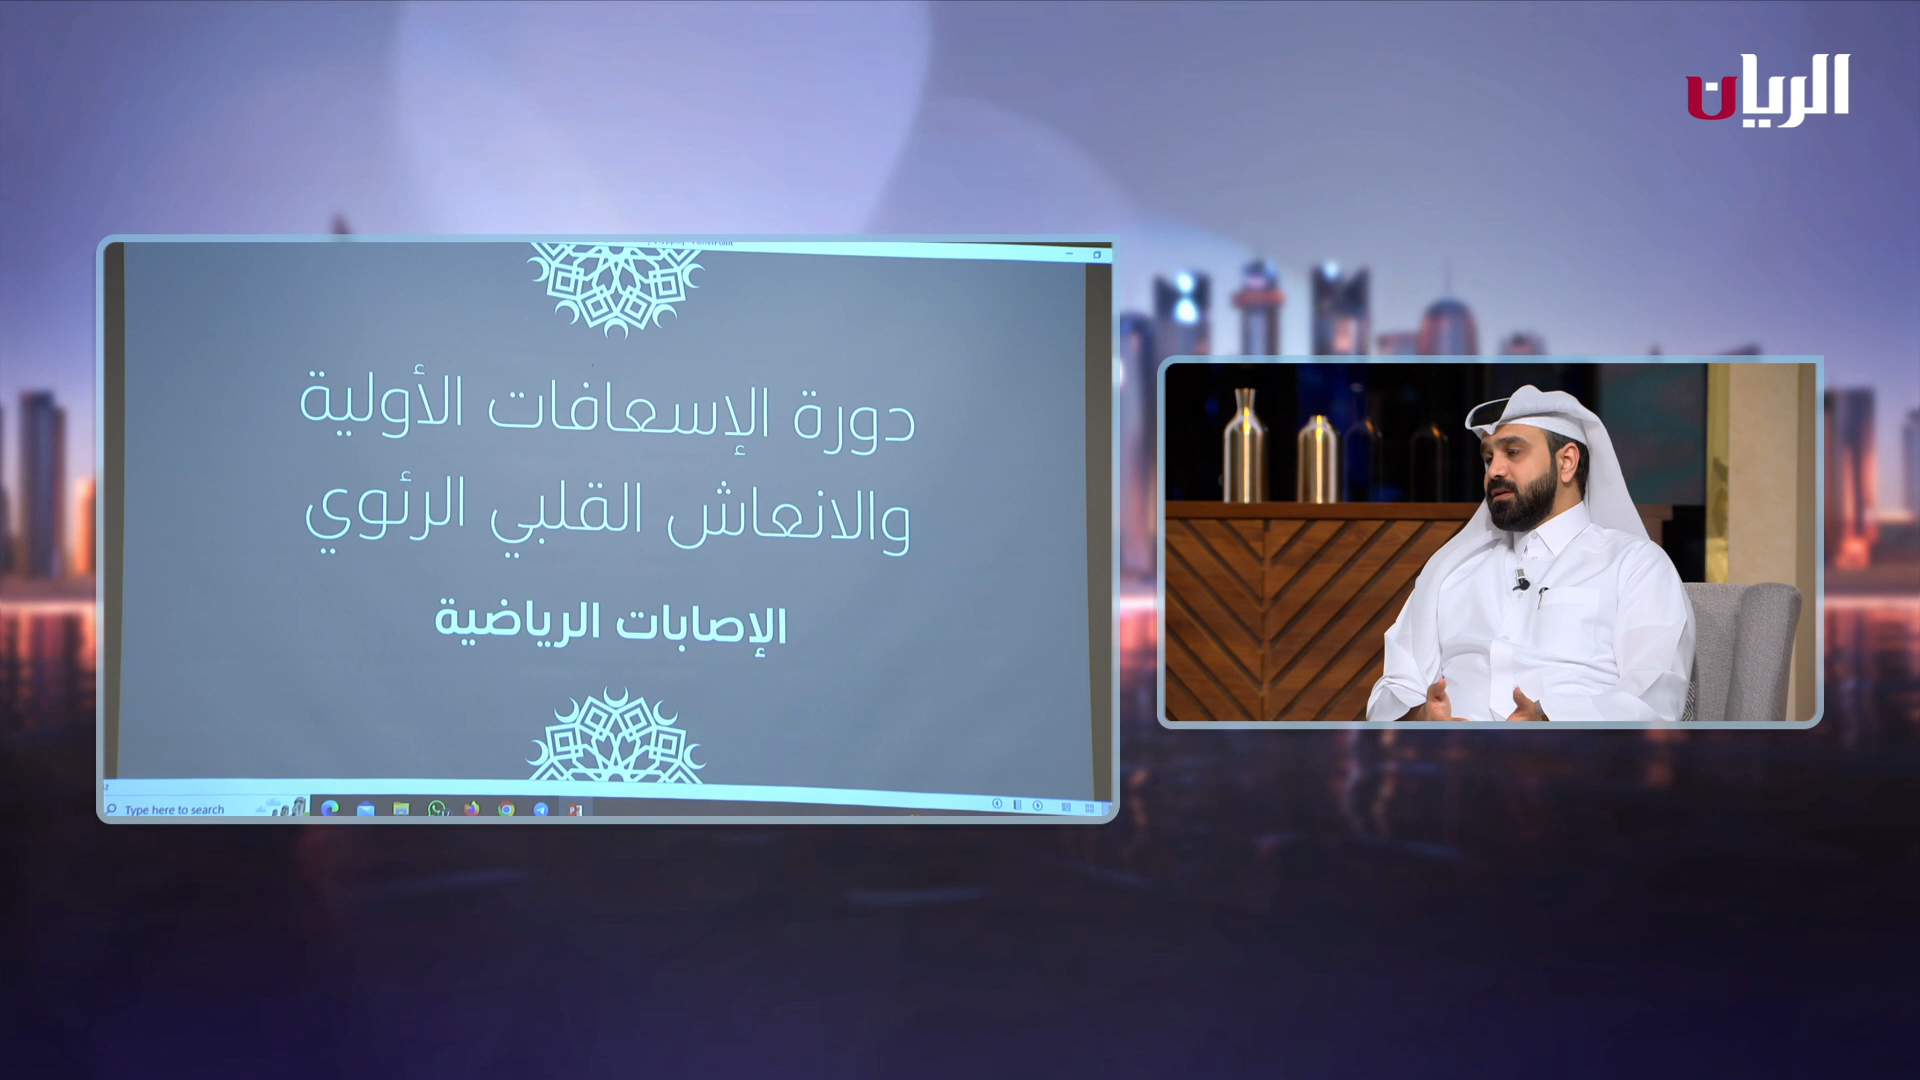 الريان
دورة الإسعافات الأولية
والانعاش القلبي الرئوي
الإصابات الرياضية
Type here to search